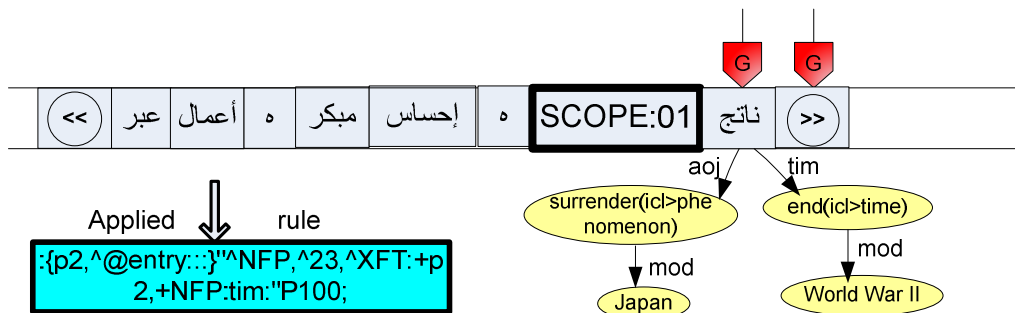 G G
<< عبر أعمال ه مبكر إحساس ه SCOPE:01 ناتج >>
aoj tim
surrender(icl>phe
nomenon)
end(icl>time)
Applied rule
:{p2,^@entry:::}"^NFP,^23,^XFT:+p
2,+NFP:tim:"P100;
mod mod
Japan World War II